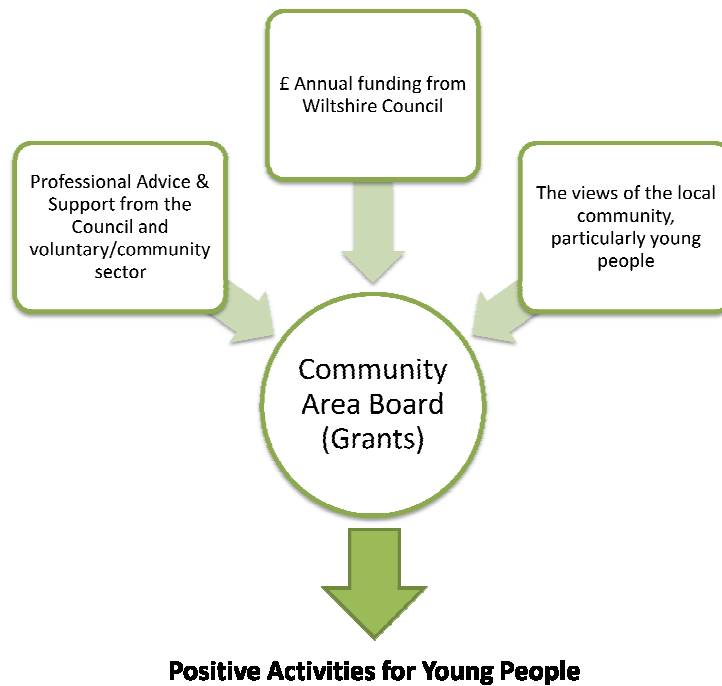 £ Annual funding from
Wiltshire Council
Professional Advice &
Support from the
Council and
voluntary/community
sector
The views of the local
community,
particularly young
people
Community
Area Board
(Grants)
Positive Activities for Young People